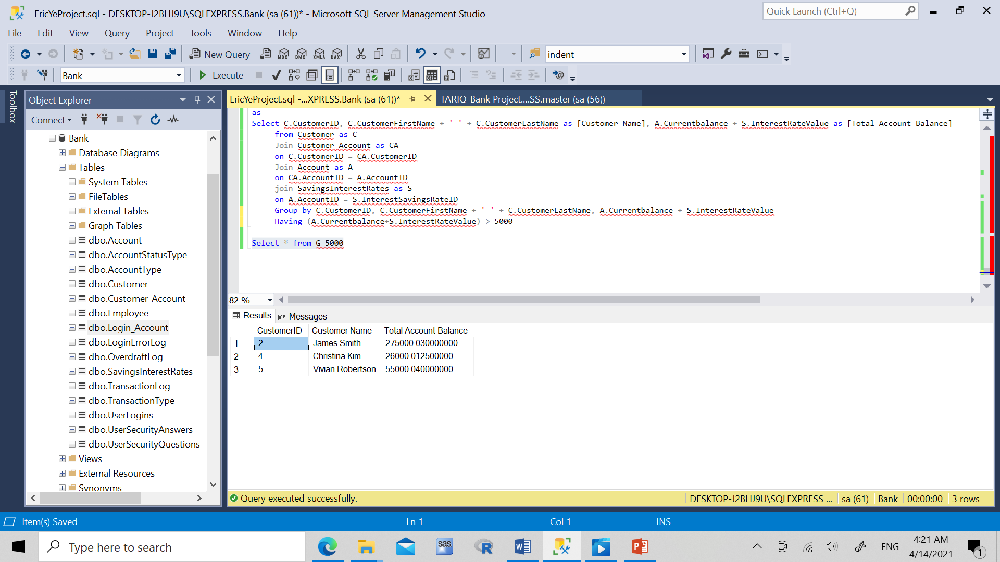 EricYeProject.sql - DESKTOP-J2BHJ9U\SQLEXPRESS.Bank (sa (61))* - Microsoft SQL Server Management Studio
Quick Launch (Ctrl+Q)
File Edit View Query Project Tools Window Help
New Query MDX DMX XMLA DAX indent
Bank Execute
Toolbox
Object Explorer
Connect
Bank
Database Diagrams
Tables
System Tables
FileTables
External Tables
Graph Tables
dbo.Account
dbo.AccountStatusType
dbo.AccountType
dbo.Customer
dbo.Customer_Account
dbo.Employee
dbo.Login_Account
dbo.LoginErrorLog
dbo.OverdraftLog
dbo.SavingsInterestRates
dbo.TransactionLog
dbo.TransactionType
dbo.UserLogins
dbo.UserSecurityAnswers
dbo.UserSecurityQuestions
Views
External Resources
Synonyms
EricYeProject.sql -...XPRESS.Bank (sa (61))* TARIQ_Bank Project....SS.master (sa (56))
as
Select C.CustomerID, C.CustomerFirstName + ' ' + C.CustomerLastName as [Customer Name], A.Currentbalance + S.InterestRateValue as [Total Account Balance]
from Customer as C
Join Customer_Account as CA
on C.CustomerID = CA.CustomerID
Join Account as A
on CA.AccountID = A.AccountID
join SavingsInterestRates as S
on A.AccountID = S.InterestSavingsRateID
Group by C.CustomerID, C.CustomerFirstName + ' ' + C.CustomerLastName, A.Currentbalance + S.InterestRateValue
Having (A.Currentbalance+S.InterestRateValue) > 5000
Select * from G_5000
82 %
Results Messages
CustomerID Customer Name Total Account Balance
1 2 James Smith 275000.030000000
2 4 Christina Kim 26000.012500000
3 5 Vivian Robertson 55000.040000000
Query executed successfully. DESKTOP-J2BHJ9U\SQLEXPRESS ... sa (61) Bank 00:00:00 3 rows
Item(s) Saved Ln 1 Col 1 INS
Type here to search sas R W P ENG 4:21 AM
4/14/2021 1